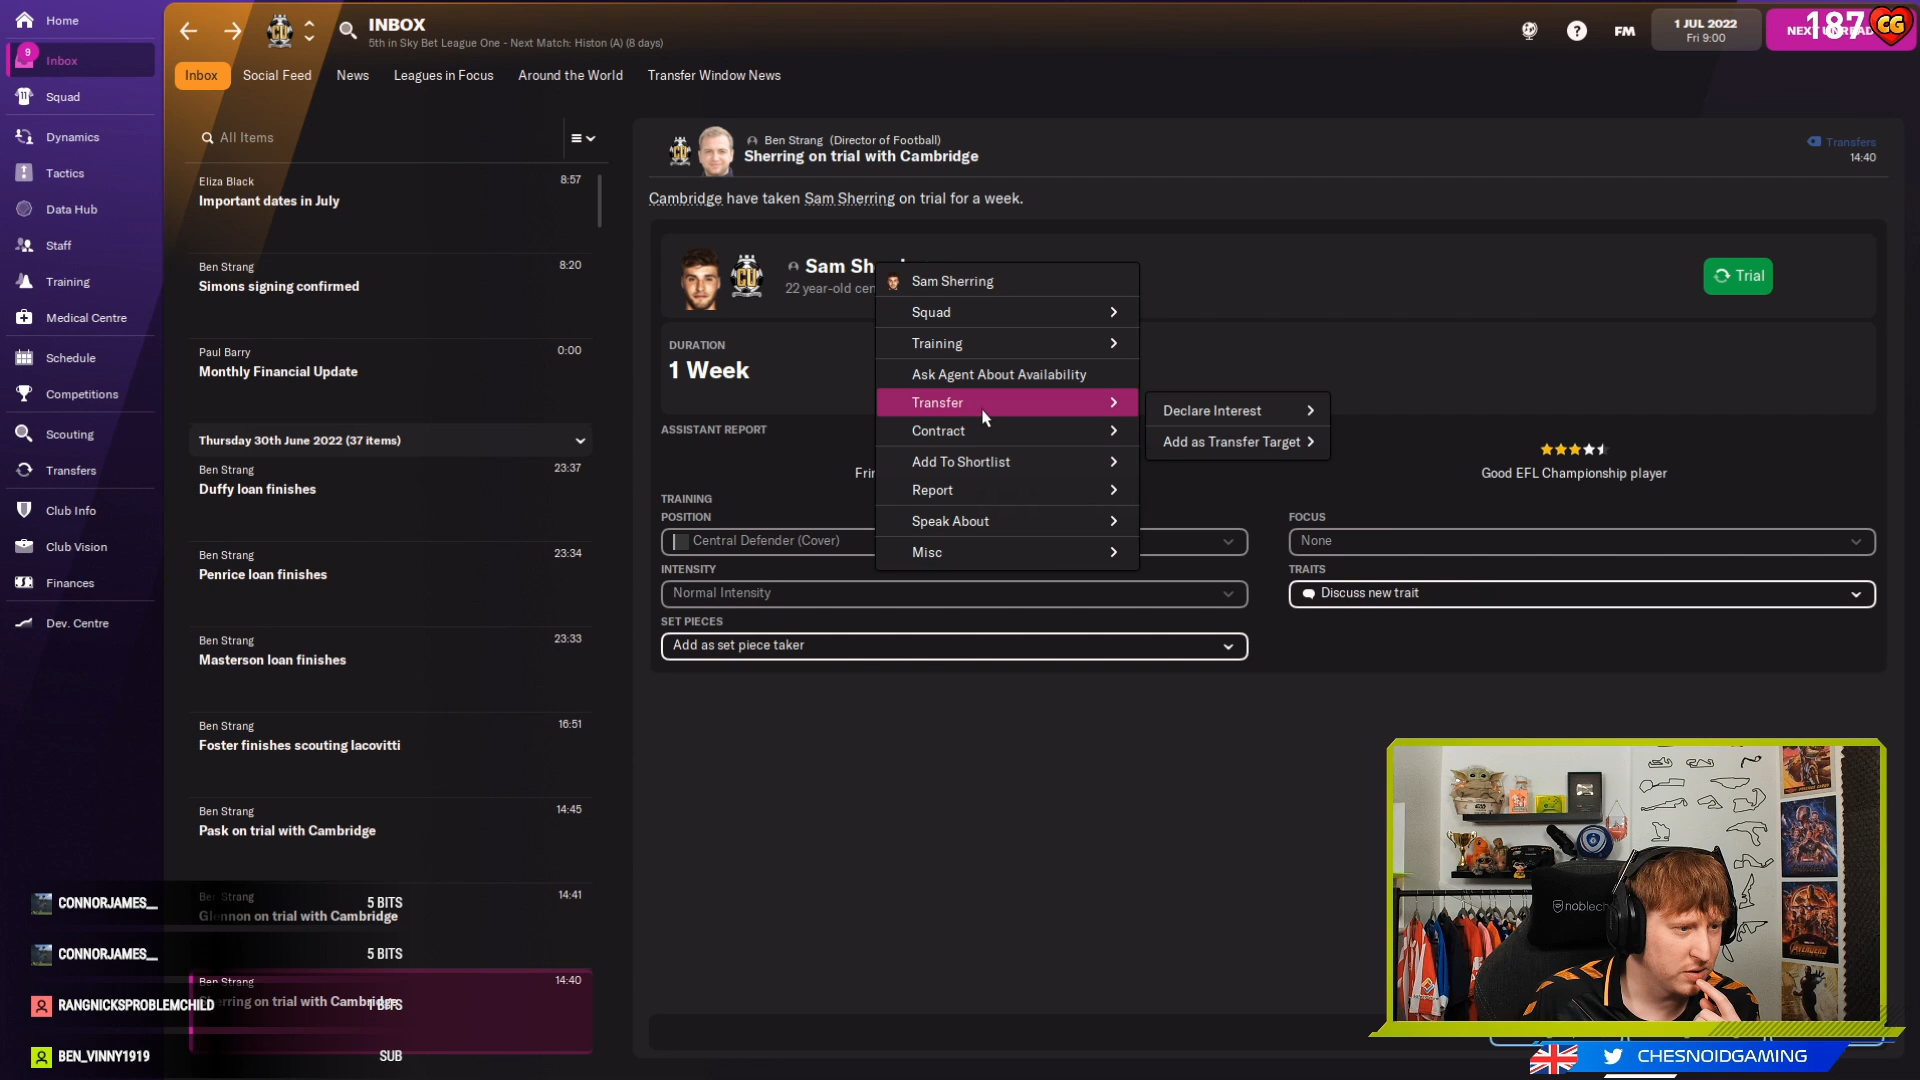 Home
9
Inbox
Squad
Dynamics
Tactics
Data Hub
Staff
Training
Medical Centre
Schedule
Competitions
Scouting
Transfers
Club Info
Club Vision
Finances
Dev. Centre
INBOX
5th in Sky Bet League One - Next Match: Histon (A) (8 days)
FM
1 JUL 2022
Fri 9:00
187
CG
Inbox
Social Feed
News
Leagues in Focus
Around the World
Transfer Window News
All Items
Eliza Black
8:57
Important dates in July
Ben Strang
8:20
Simons signing confirmed
Paul Barry
0:00
Monthly Financial Update
Thursday 30th June 2022 (37 items)
Ben Strang
23:37
Duffy loan finishes
Ben Strang
23:34
Penrice loan finishes
Ben Strang
23:33
Masterson loan finishes
Ben Strang
16:51
Foster finishes scouting Iacovitti
Ben Strang
14:45
Pask on trial with Cambridge
Ben Strang
14:41
Glennon on trial with Cambridge
Ben Strang
14:40
Sherring on trial with Cambridge
CONNORJAMES__
5 BITS
CONNORJAMES__
5 BITS
RANGNICKSPROBLEMCHILD
BITS
BEN_VINNY1919
SUB
Ben Strang (Director of Football)
Sherring on trial with Cambridge
Transfers
14:40
Cambridge have taken Sam Sherring on trial for a week.
Sam Sh
22 year-old cen
Trial
DURATION
1 Week
ASSISTANT REPORT
Good EFL Championship player
TRAINING
POSITION
Central Defender (Cover)
FOCUS
None
INTENSITY
Normal Intensity
TRAITS
Discuss new trait
SET PIECES
Add as set piece taker
Sam Sherring
Squad
Training
Ask Agent About Availability
Transfer
Contract
Add To Shortlist
Report
Speak About
Misc
Declare Interest
Add as Transfer Target
CHESNOIDGAMING